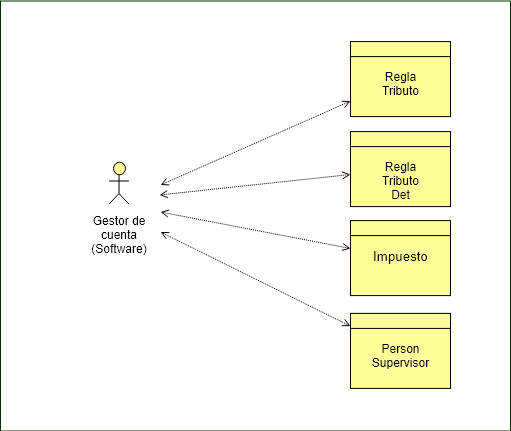 Regla
Tributo
Regla
Tributo
Det
Gestor de
cuenta
(Software)
Impuesto
Person
Supervisor